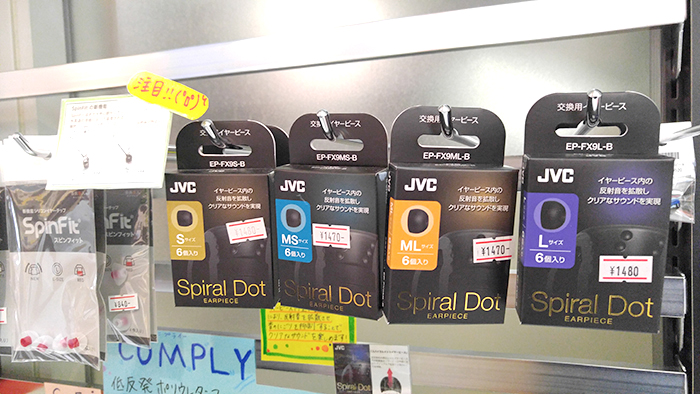 注目!!(°o°)
SpinFit
スピンフィット
¥940-
交換用イヤーピース
EP-FX9S-B
JVC
イヤーピース内の
反射音を拡散し
クリアなサウンドを実現
Sサイズ
6個入り
Spiral Dot
EARPIECE
交換用イヤーピース
EP-FX9MS-B
JVC
イヤーピース内の
反射音を拡散し
クリアなサウンドを実現
MSサイズ
6個入り
¥1470-
Spiral Dot
EARPIECE
交換用イヤーピース
EP-FX9ML-B
JVC
イヤーピース内の
反射音を拡散し
クリアなサウンドを実現
MLサイズ
6個入り
¥1470-
Spiral Dot
EARPIECE
交換用イヤーピース
EP-FX9L-B
JVC
イヤーピース内の
反射音を拡散し
クリアなサウンドを実現
Lサイズ
6個入り
¥1480
Spiral Dot
EARPIECE
COMPLY
低反発ポリウレタン
JVC
Spiral Dot